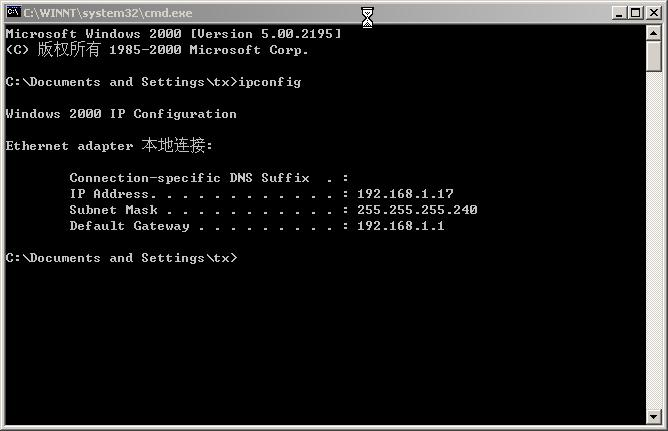 C:\WINNT\system32\cmd.exe
Microsoft Windows 2000 [Version 5.00.2195]
(C) 版权所有 1985-2000 Microsoft Corp.
C:\Documents and Settings\tx>ipconfig
Windows 2000 IP Configuration
Ethernet adapter 本地连接:
Connection-specific DNS Suffix  . :
IP Address. . . . . . . . . . . . : 192.168.1.17
Subnet Mask . . . . . . . . . . . : 255.255.255.240
Default Gateway . . . . . . . . . : 192.168.1.1
C:\Documents and Settings\tx>